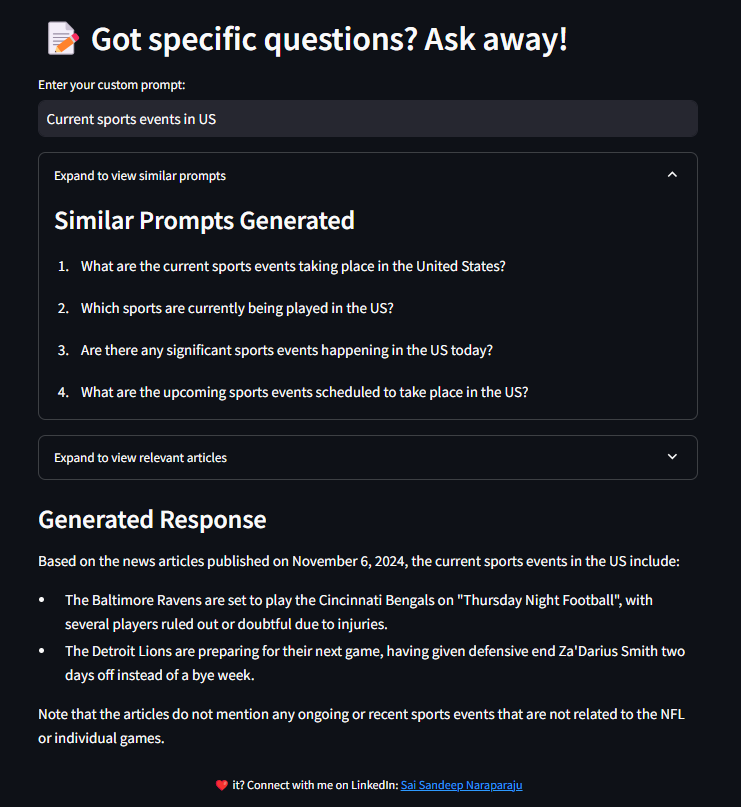 Got specific questions? Ask away!
Enter your custom prompt:
Current sports events in US
Expand to view similar prompts
Similar Prompts Generated
1. What are the current sports events taking place in the United States?
2. Which sports are currently being played in the US?
3. Are there any significant sports events happening in the US today?
4. What are the upcoming sports events scheduled to take place in the US?
Expand to view relevant articles
Generated Response
Based on the news articles published on November 6, 2024, the current sports events in the US include:
• The Baltimore Ravens are set to play the Cincinnati Bengals on "Thursday Night Football", with
several players ruled out or doubtful due to injuries.
• The Detroit Lions are preparing for their next game, having given defensive end Za'Darius Smith two
days off instead of a bye week.
Note that the articles do not mention any ongoing or recent sports events that are not related to the NFL
or individual games.
❤️ it? Connect with me on LinkedIn: Sai Sandeep Naraparaju